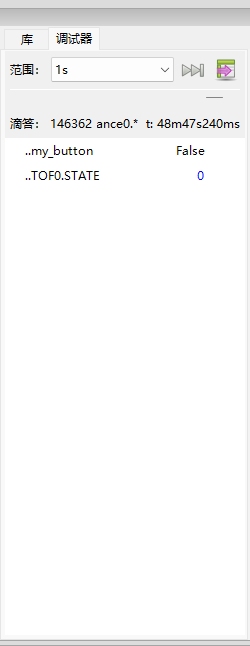 库 调试器
范围： 1s
滴答： 146362 ance0.* t: 48m47s240ms
..my_button False
..TOF0.STATE 0